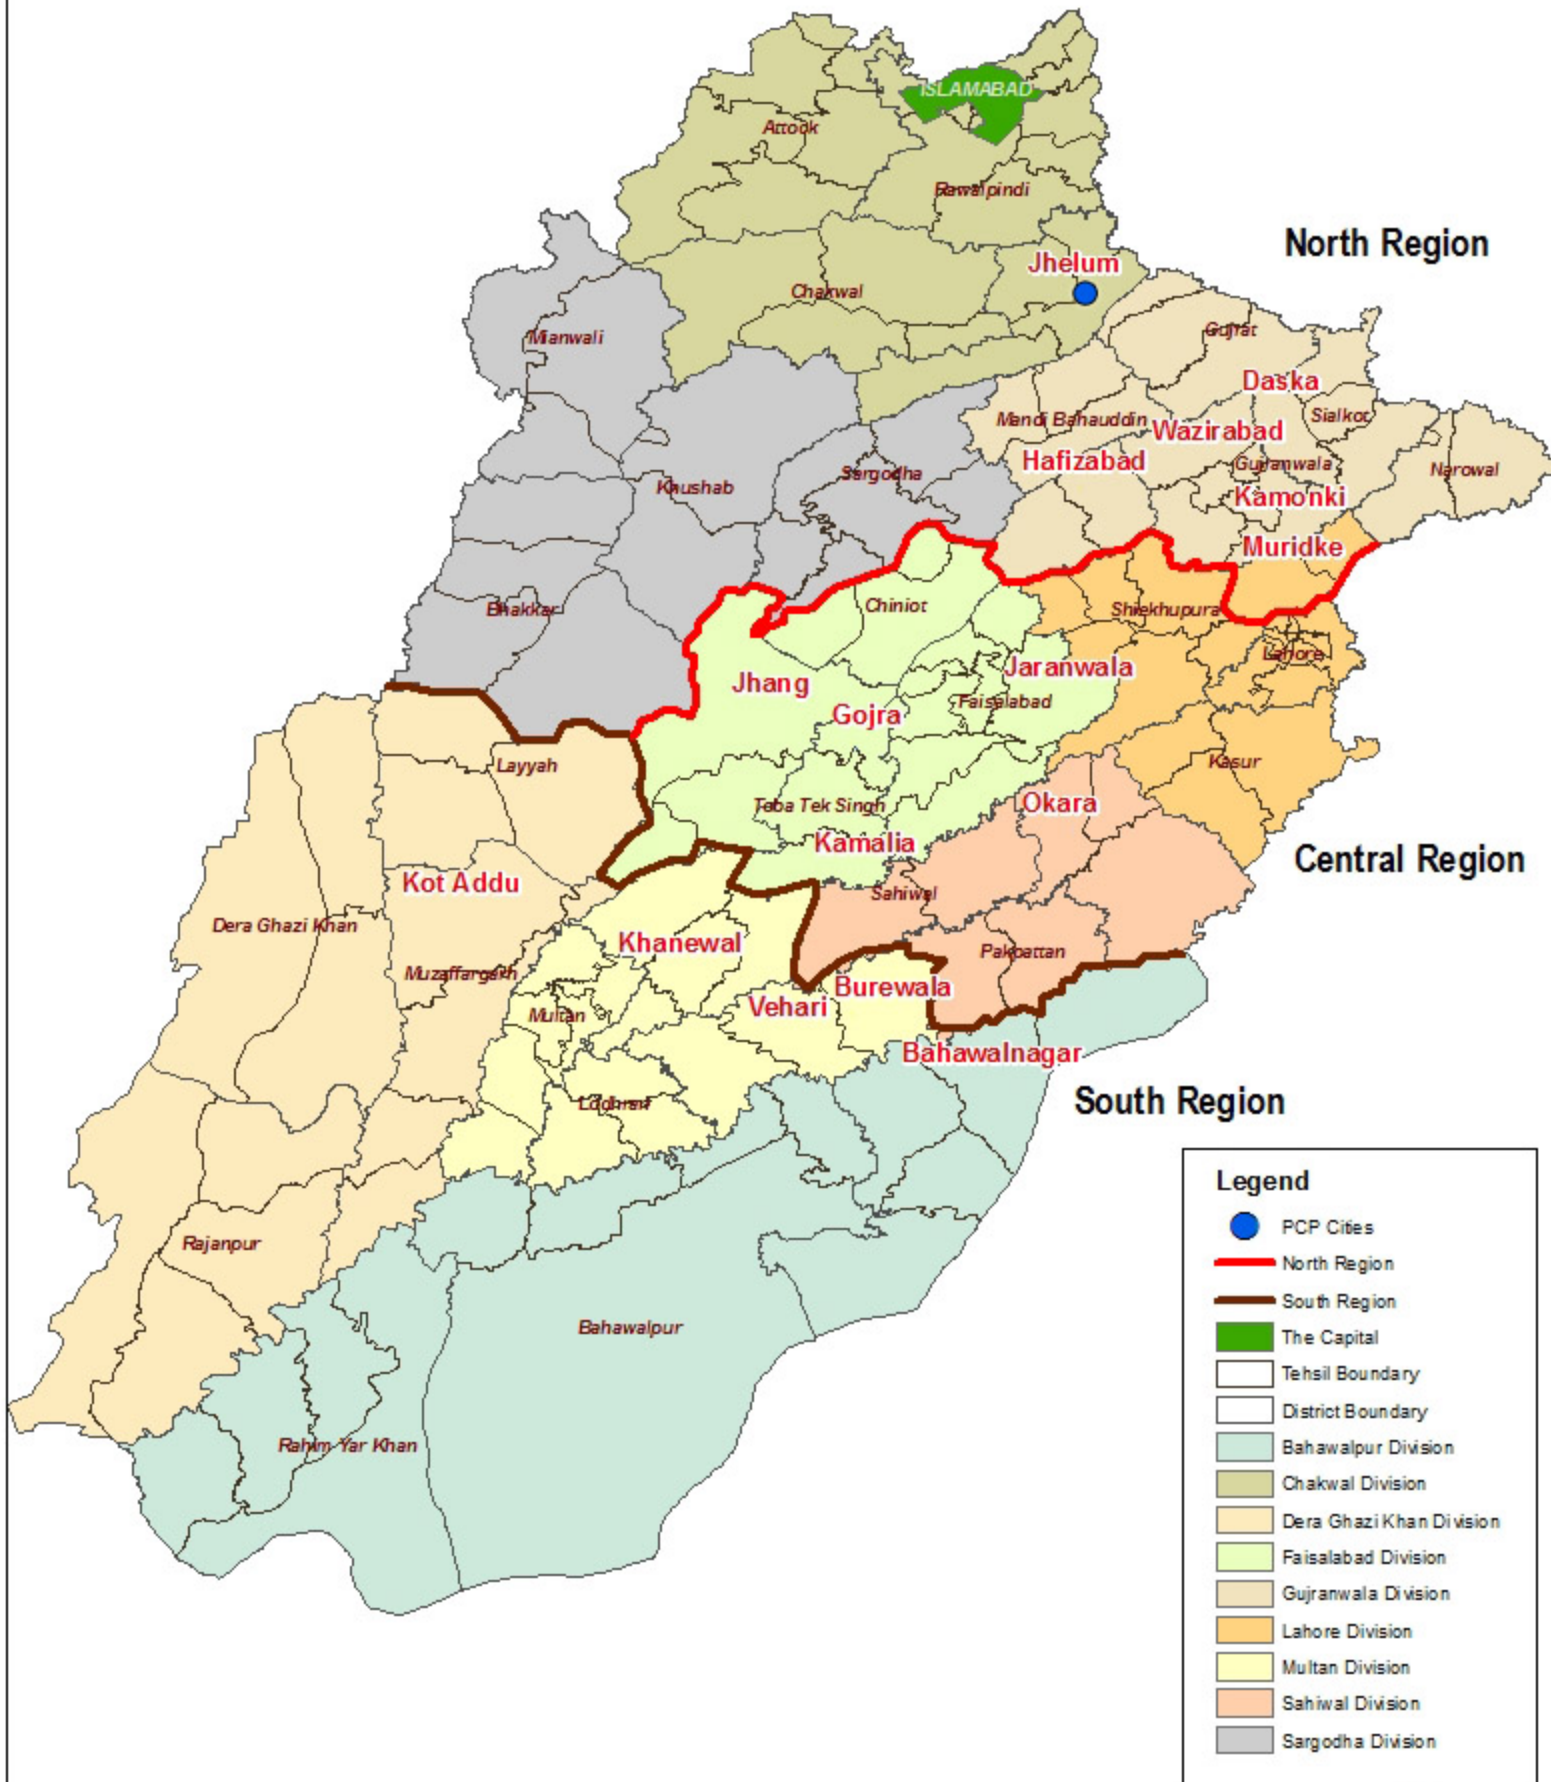 ISLAMABAD
Attock
Rawalpindi
North Region
Jhelum
Chakwal
Mianwali
Gujrat
Daska
Mandi Bahauddin
Sialkot
Wazirabad
Hafizabad
Gujranwala
Narowal
Sargodha
Khushab
Kamonki
Muridke
Chiniot
Shiekhupura
Bhakkar
Lahore
Jaranwala
Jhang
Faisalabad
Gojra
Layyah
Kasur
Toba Tek Singh
Okara
Kamalia
Central Region
Kot Addu
Sahiwal
Dera Ghazi Khan
Khanewal
Pakpattan
Muzaffargarh
Burewala
Vehari
Multan
Bahawalnagar
South Region
Lodhran
Rajanpur
Bahawalpur
Rahim Yar Khan
Legend
PCP Cities
North Region
South Region
The Capital
Tehsil Boundary
District Boundary
Bahawalpur Division
Chakwal Division
Dera Ghazi Khan Division
Faisalabad Division
Gujranwala Division
Lahore Division
Multan Division
Sahiwal Division
Sargodha Division